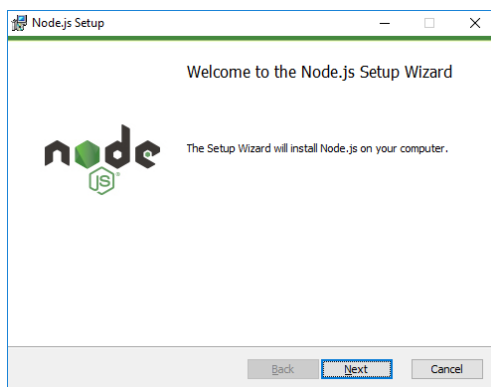 Node.js Setup
Welcome to the Node.js Setup Wizard
node
JS
The Setup Wizard will install Node.js on your computer.
Back Next Cancel